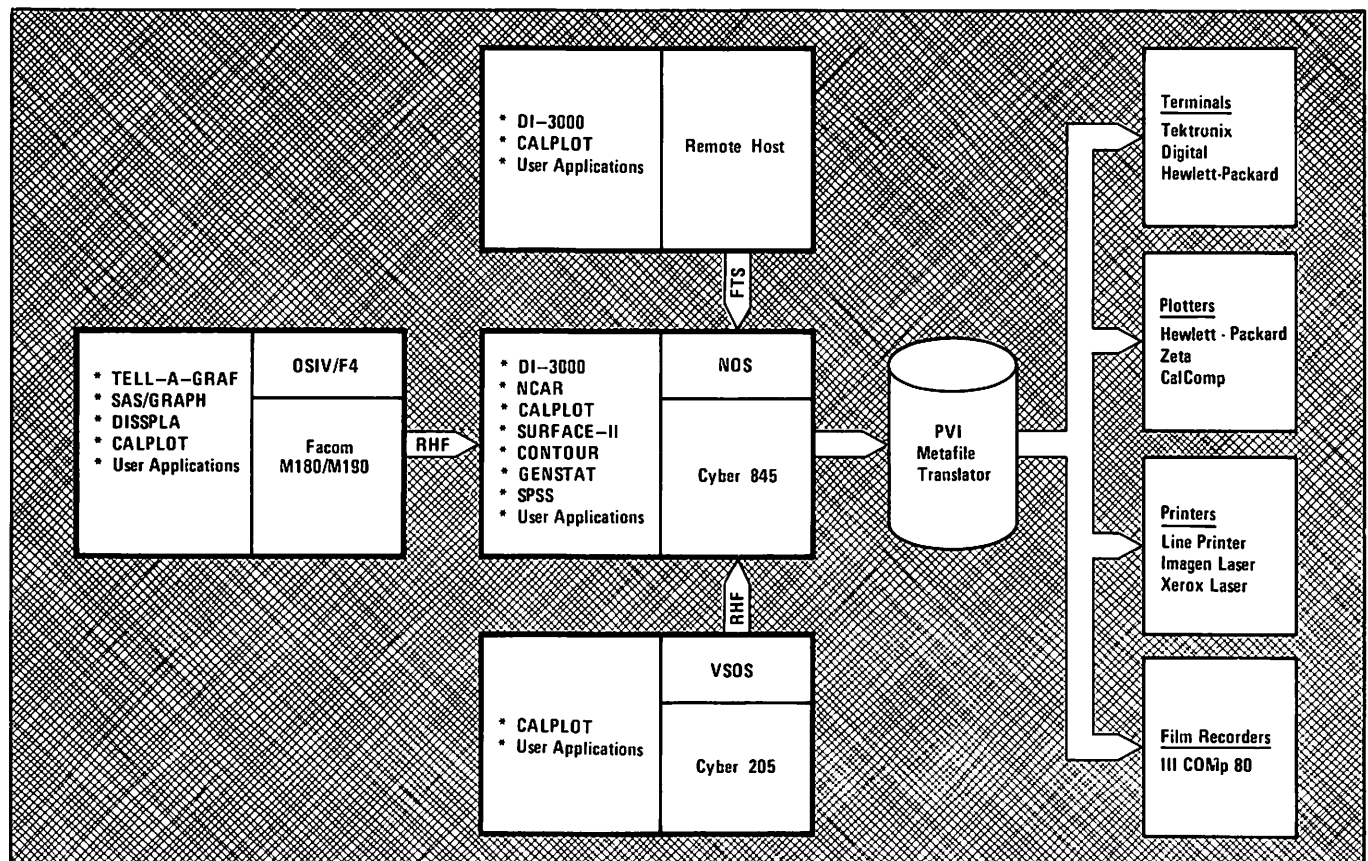 * DI-3000
* CALPLOT
* User Applications
Remote Host
FTS
* TELL-A-GRAF
* SAS/GRAPH
* DISSPLA
* CALPLOT
* User Applications
OSIV/F4
Facom
M180/M190
RHF
* DI-3000
* NCAR
* CALPLOT
* SURFACE-II
* CONTOUR
* GENSTAT
* SPSS
* User Applications
NOS
Cyber 845
RHF
* CALPLOT
* User Applications
VSOS
Cyber 205
PVI
Metafile
Translator
Terminals
Tektronix
Digital
Hewlett-Packard
Plotters
Hewlett - Packard
Zeta
CalComp
Printers
Line Printer
Imagen Laser
Xerox Laser
Film Recorders
III COMp 80